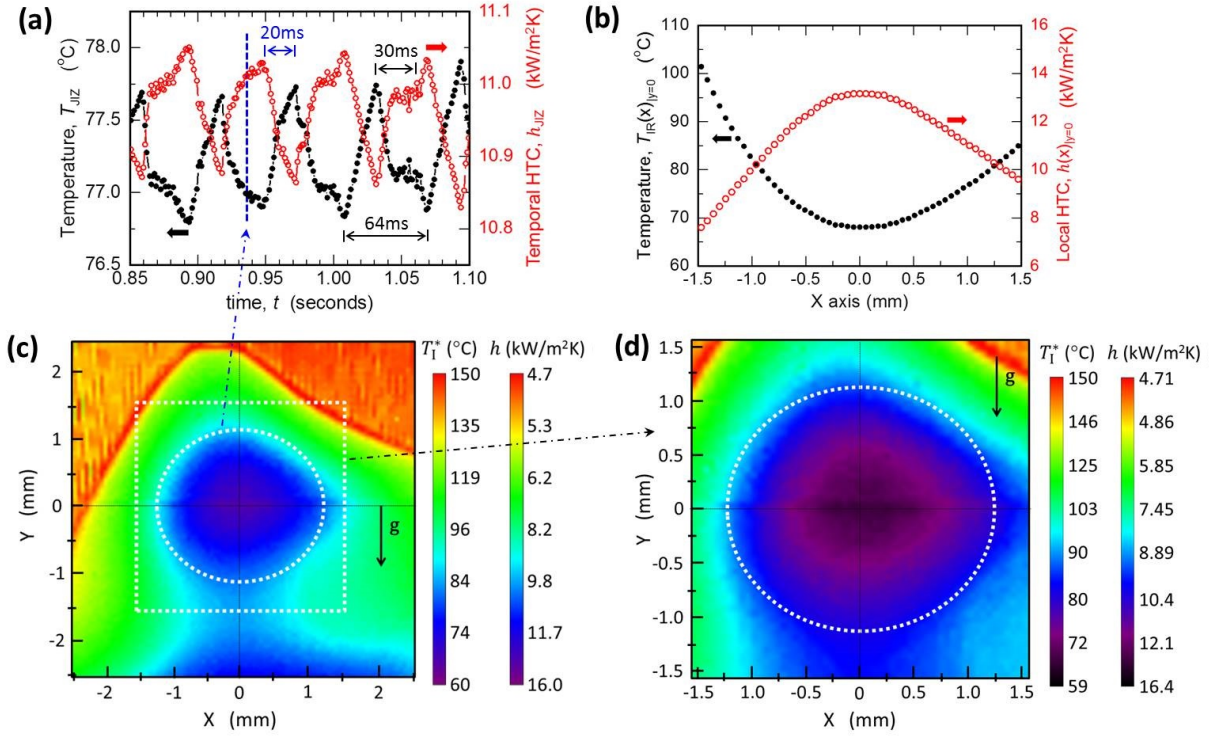 (a)
20ms
30ms
64ms
Temperature, T_JIZ (°C)
78.0
77.5
77.0
76.5
11.1
11.0
10.9
10.8
Temporal HTC, h_JIZ (kW/m²K)
0.85 0.90 0.95 1.00 1.05 1.10
time, t (seconds)
(b)
Temperature, T_IR(x)_|y=0 (°C)
110
100
90
80
70
60
16
14
12
10
8
6
Local HTC, h(x)_|y=0 (kW/m²K)
-1.5 -1.0 -0.5 0.0 0.5 1.0 1.5
X axis (mm)
(c)
T_I^* (°C) h (kW/m²K)
150 4.7
135 5.3
124 6.2
110 7.2
96 8.2
84 9.8
74 11.7
60 16.0
g
2
1
0
-1
-2
Y (mm)
-2 -1 0 1 2
X (mm)
(d)
T_I^* (°C) h (kW/m²K)
150 4.71
145 4.86
125 5.85
103 7.45
90 8.89
80 10.4
72 12.1
59 16.4
g
1.5
1.0
0.5
0.0
-0.5
-1.0
-1.5
Y (mm)
-1.5 -1.0 -0.5 0.0 0.5 1.0 1.5
X (mm)